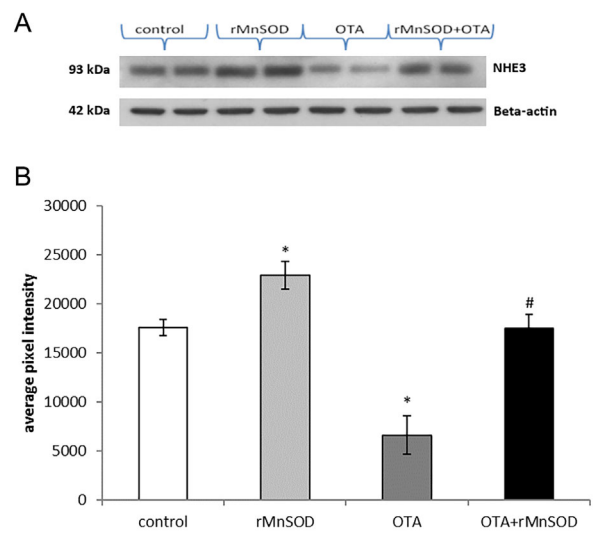 A
control rMnSOD OTA rMnSOD+OTA
93 kDa NHE3
42 kDa Beta-actin
B
average pixel intensity
30000
25000
20000
15000
10000
5000
0
*
*
#
control rMnSOD OTA OTA+rMnSOD